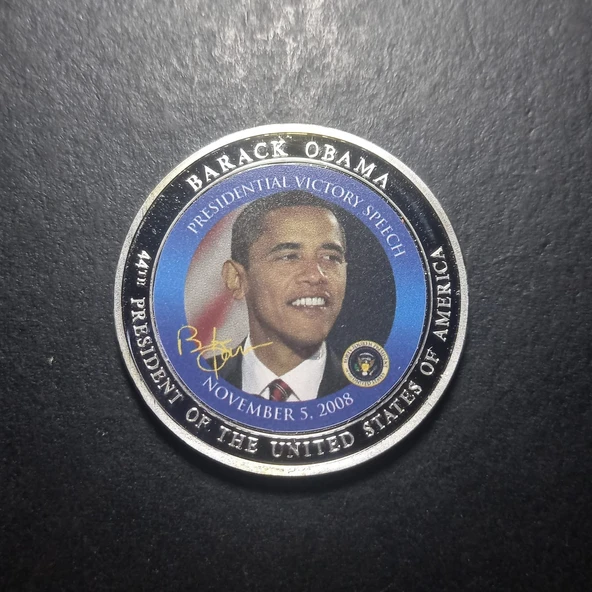 BARACK OBAMA
PRESIDENTIAL VICTORY SPEECH
NOVEMBER 5, 2008
44TH PRESIDENT OF THE UNITED STATES OF AMERICA